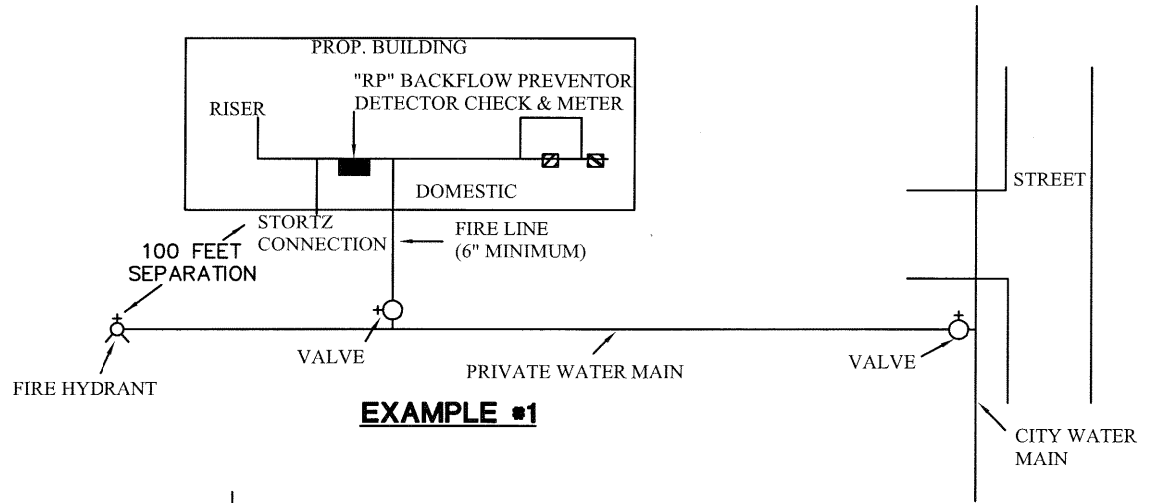 PROP. BUILDING
"RP" BACKFLOW PREVENTOR
DETECTOR CHECK & METER
RISER
DOMESTIC
STREET
STORTZ
CONNECTION
FIRE LINE
(6" MINIMUM)
100 FEET
SEPARATION
VALVE
VALVE
PRIVATE WATER MAIN
FIRE HYDRANT
EXAMPLE #1
CITY WATER
MAIN